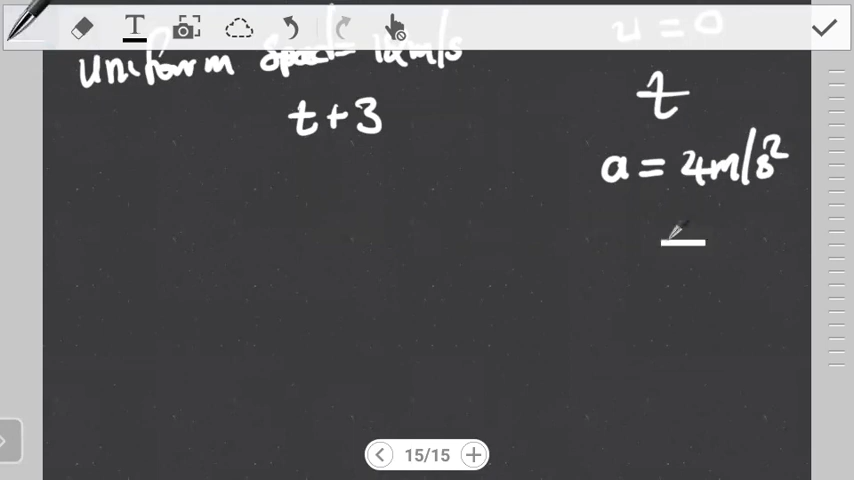 u = 0
uniform speed = 12m/s
t
t + 3
a = 4m/s²
T
15/15